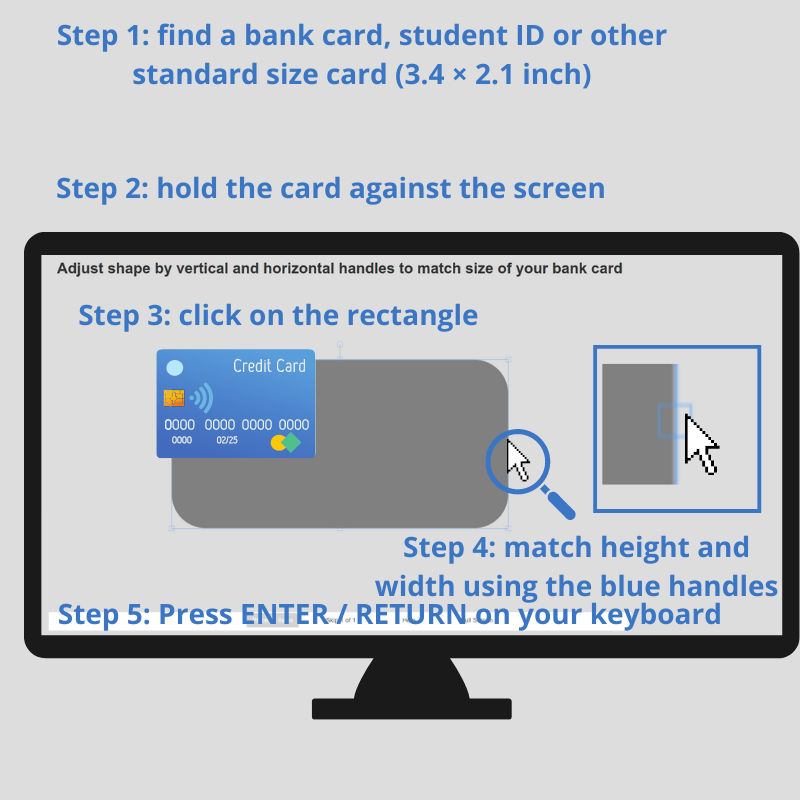 Step 1: find a bank card, student ID or other
standard size card (3.4 × 2.1 inch)
Step 2: hold the card against the screen
Adjust shape by vertical and horizontal handles to match size of your bank card
Step 3: click on the rectangle
Credit Card
0000 0000 0000 0000
0000 02/25
Step 4: match height and
width using the blue handles
Step 5: Press ENTER / RETURN on your keyboard